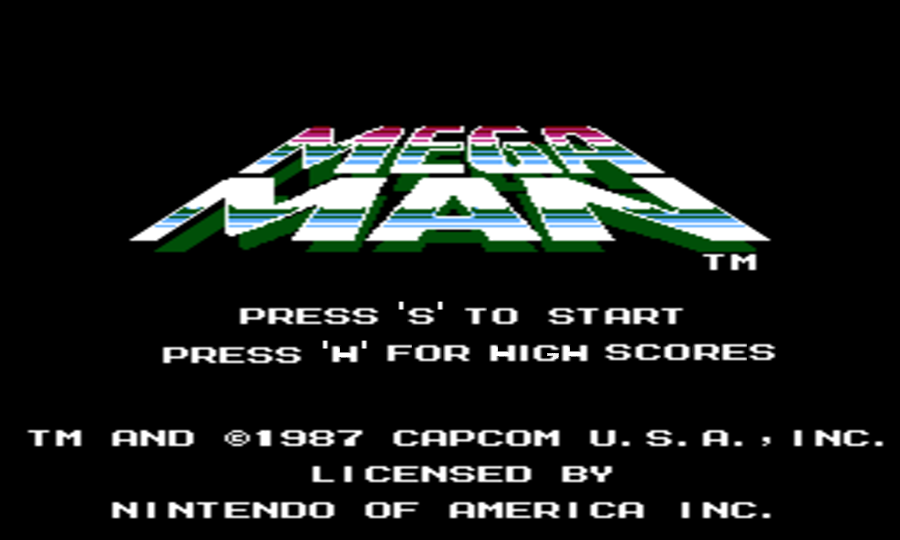 MEGA
MAN
TM
PRESS 'S' TO START
PRESS 'H' FOR HIGH SCORES
TM AND ©1987 CAPCOM U.S.A., INC.
LICENSED BY
NINTENDO OF AMERICA INC.